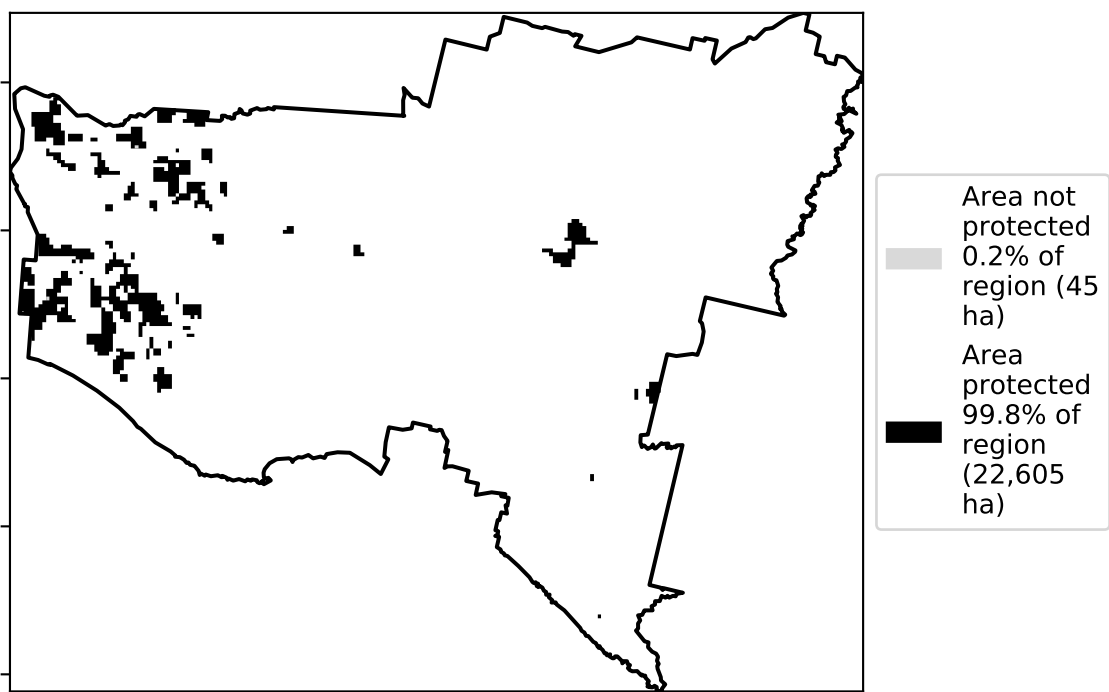 Area not
protected
0.2% of
region (45
ha)
Area
protected
99.8% of
region
(22,605
ha)